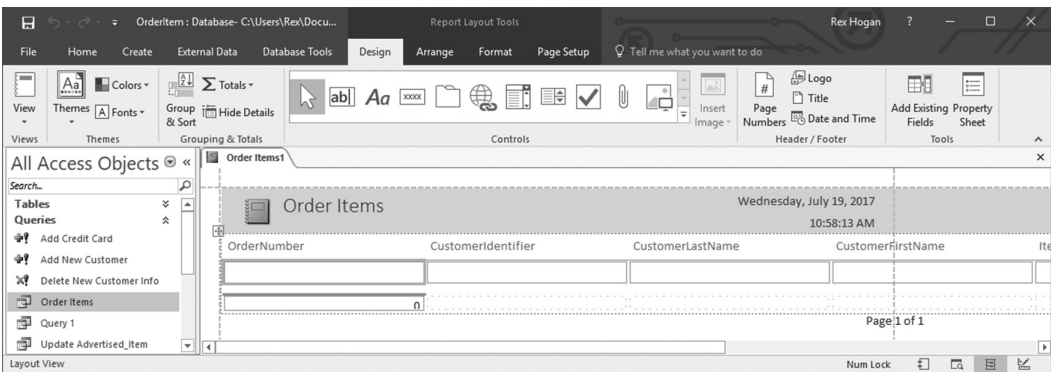 OrderItem : Database- C:\Users\Rex\Docu...
Report Layout Tools
Rex Hogan
?
File Home Create External Data Database Tools Design Arrange Format Page Setup Tell me what you want to do
View
Views
Aa
Themes
Colors
A Fonts
Themes
Group & Sort
Σ Totals
Hide Details
Grouping & Totals
ab| Aa xxxx
Controls
Insert Image
#
Page Numbers
Logo
Title
Date and Time
Header / Footer
Add Existing Fields
Property Sheet
Tools
All Access Objects «
Search...
Tables
Queries
Add Credit Card
Add New Customer
Delete New Customer Info
Order Items
Query 1
Update Advertised_Item
Order Items1
Order Items
Wednesday, July 19, 2017
10:58:13 AM
OrderNumber CustomerIdentifier CustomerLastName CustomerFirstName Ite
0
Page 1 of 1
Layout View
Num Lock